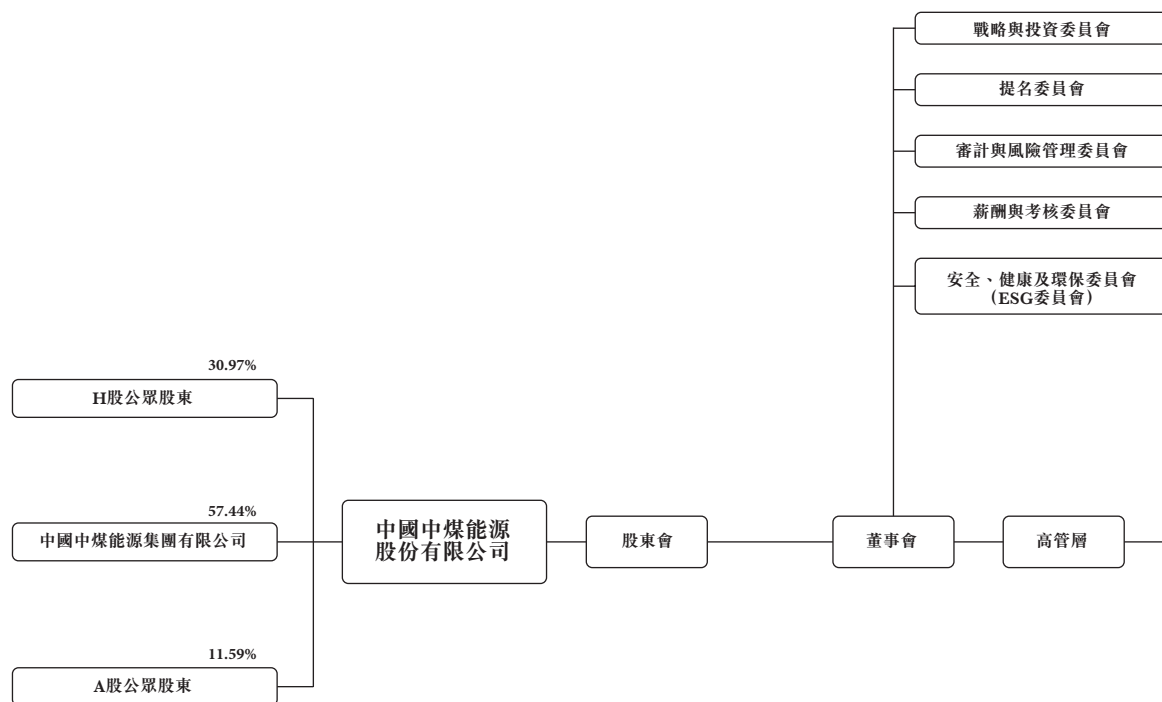 戰略與投資委員會
提名委員會
審計與風險管理委員會
薪酬與考核委員會
安全、健康及環保委員會
（ESG委員會）
30.97%
H股公眾股東
57.44%
中國中煤能源集團有限公司
11.59%
A股公眾股東
中國中煤能源
股份有限公司
股東會
董事會
高管層